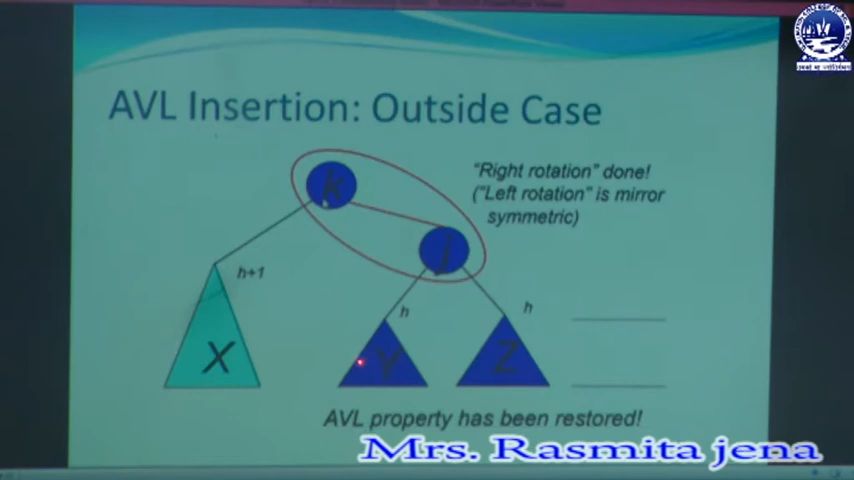 AVL Insertion: Outside Case
"Right rotation" done!
("Left rotation" is mirror
symmetric)
k
j
h+1
h
h
X
Y
Z
AVL property has been restored!
Mrs. Rasmita jena